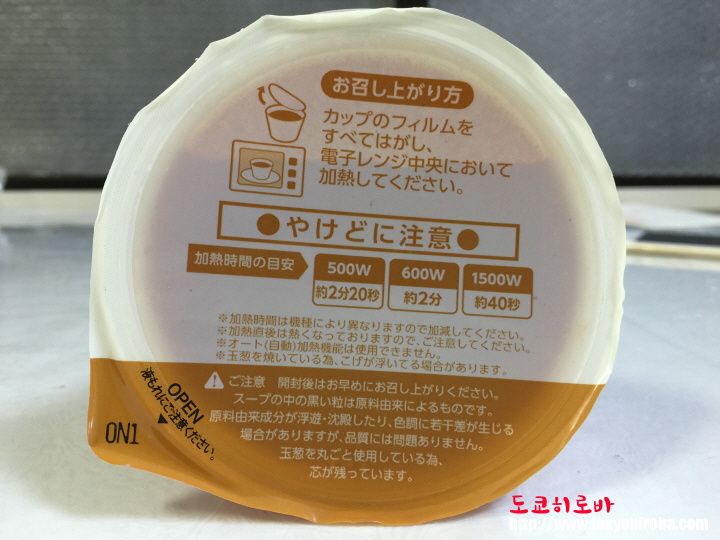 お召し上がり方
カップのフィルムを
すべてはがし、
電子レンジ中央において
加熱してください。
●やけどに注意●
加熱時間の目安
500W 600W 1500W
約2分20秒 約2分 約40秒
※加熱時間は機種により異なりますので加減してください。
※加熱直後は熱くなっておりますので、ご注意してください。
※オート(自動)加熱機能は使用できません。
※玉葱を焼いている為、こげが浮いてる場合があります。
ご注意 開封後はお早めにお召し上がりください。
スープの中の黒い粒は原料由来によるものです。
原料由来成分が浮遊・沈殿したり、色調に若干差が生じる
場合がありますが、品質には問題ありません。
玉葱を丸ごと使用している為、
芯が残っています。
OPEN
液もれにご注意ください。
ON1
도쿄히로바